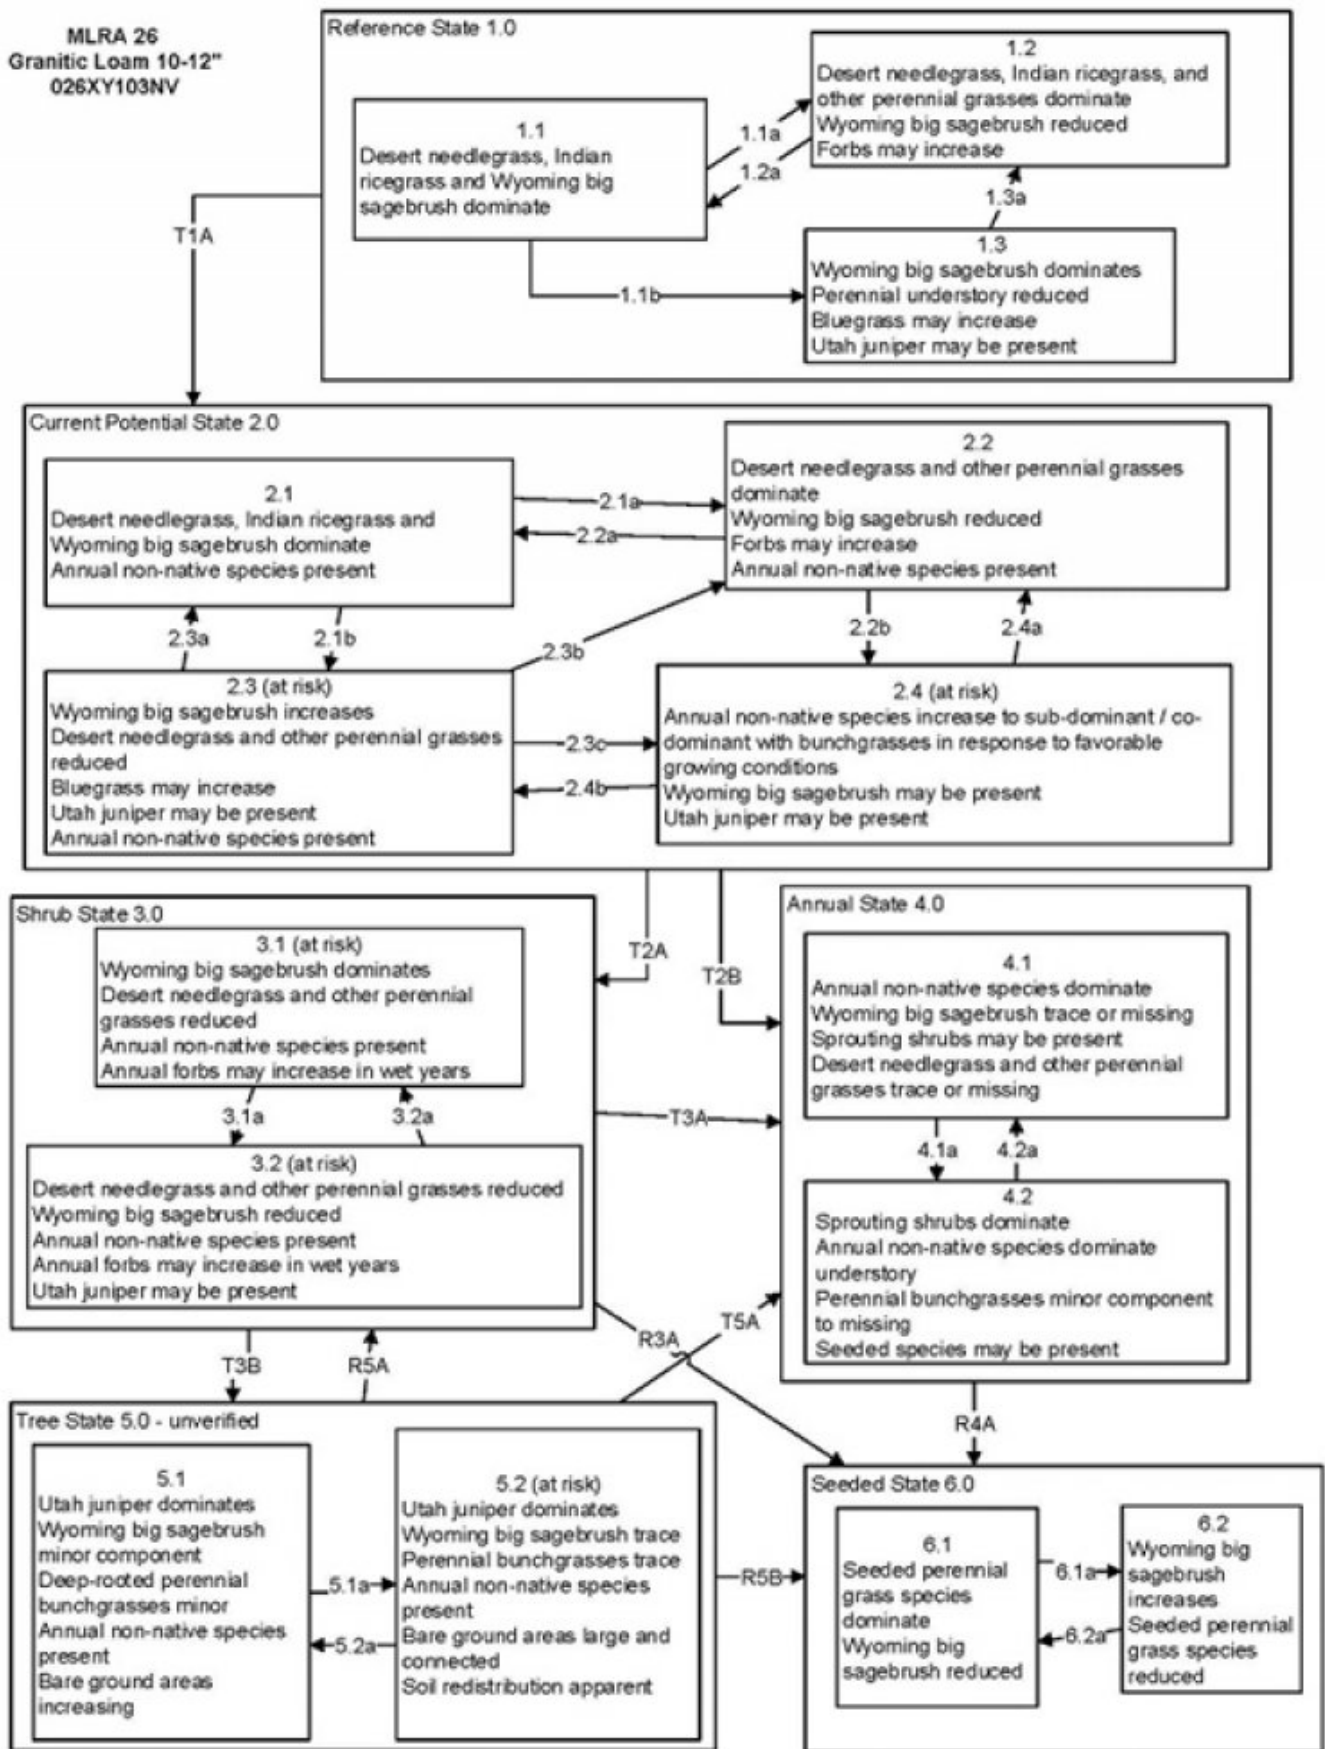 MLRA 26
Granitic Loam 10-12"
026XY103NV
Reference State 1.0
1.1
Desert needlegrass, Indian
ricegrass and Wyoming big
sagebrush dominate
1.1a
1.2a
1.2
Desert needlegrass, Indian ricegrass, and
other perennial grasses dominate
Wyoming big sagebrush reduced
Forbs may increase
1.3a
1.1b
1.3
Wyoming big sagebrush dominates
Perennial understory reduced
Bluegrass may increase
Utah juniper may be present
T1A
Current Potential State 2.0
2.1
Desert needlegrass, Indian ricegrass and
Wyoming big sagebrush dominate
Annual non-native species present
2.1a
2.2a
2.2
Desert needlegrass and other perennial grasses
dominate
Wyoming big sagebrush reduced
Forbs may increase
Annual non-native species present
2.3a
2.1b
2.3b
2.2b
2.4a
2.3 (at risk)
Wyoming big sagebrush increases
Desert needlegrass and other perennial grasses
reduced
Bluegrass may increase
Utah juniper may be present
Annual non-native species present
2.3c
2.4b
2.4 (at risk)
Annual non-native species increase to sub-dominant / co-
dominant with bunchgrasses in response to favorable
growing conditions
Wyoming big sagebrush may be present
Utah juniper may be present
T2A
T2B
Shrub State 3.0
3.1 (at risk)
Wyoming big sagebrush dominates
Desert needlegrass and other perennial
grasses reduced
Annual non-native species present
Annual forbs may increase in wet years
3.1a
3.2a
3.2 (at risk)
Desert needlegrass and other perennial grasses reduced
Wyoming big sagebrush reduced
Annual non-native species present
Annual forbs may increase in wet years
Utah juniper may be present
T3A
Annual State 4.0
4.1
Annual non-native species dominate
Wyoming big sagebrush trace or missing
Sprouting shrubs may be present
Desert needlegrass and other perennial
grasses trace or missing
4.1a
4.2a
4.2
Sprouting shrubs dominate
Annual non-native species dominate
understory
Perennial bunchgrasses minor component
to missing
Seeded species may be present
T3B
R5A
R3A
T5A
R4A
Tree State 5.0 - unverified
5.1
Utah juniper dominates
Wyoming big sagebrush
minor component
Deep-rooted perennial
bunchgrasses minor
Annual non-native species
present
Bare ground areas
increasing
5.1a
5.2a
5.2 (at risk)
Utah juniper dominates
Wyoming big sagebrush trace
Perennial bunchgrasses trace
Annual non-native species
present
Bare ground areas large and
connected
Soil redistribution apparent
R5B
Seeded State 6.0
6.1
Seeded perennial
grass species
dominate
Wyoming big
sagebrush reduced
6.1a
6.2a
6.2
Wyoming big
sagebrush
increases
Seeded perennial
grass species
reduced